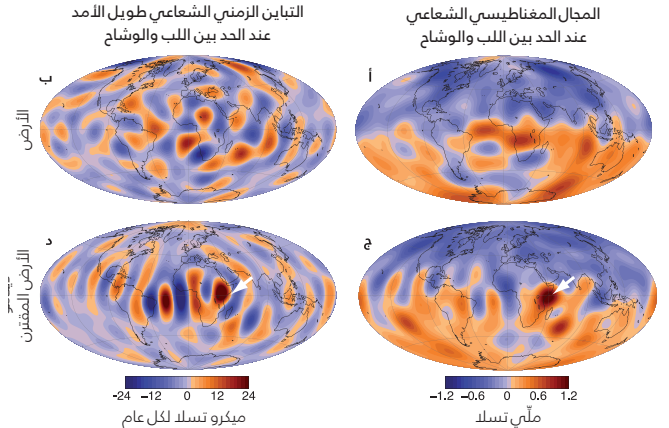 المجال المغناطيسي الشعاعي
عند الحد بين اللب والوشاح
التباين الزمني الشعاعي طويل الأمد
عند الحد بين اللب والوشاح
أ
ب
الأرض
ج
د
الأرض المقترن
-1.2 -0.6 0 0.6 1.2
ملّي تسلا
-24 -12 0 12 24
ميكرو تسلا لكل عام